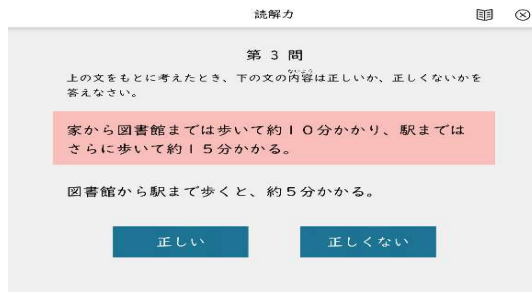 読解力
第3問
上の文をもとに考えたとき、下の文の内容は正しいか、正しくないかを
答えなさい。
家から図書館までは歩いて約10分かかり、駅までは
さらに歩いて約15分かかる。
図書館から駅まで歩くと、約5分かかる。
正しい
正しくない